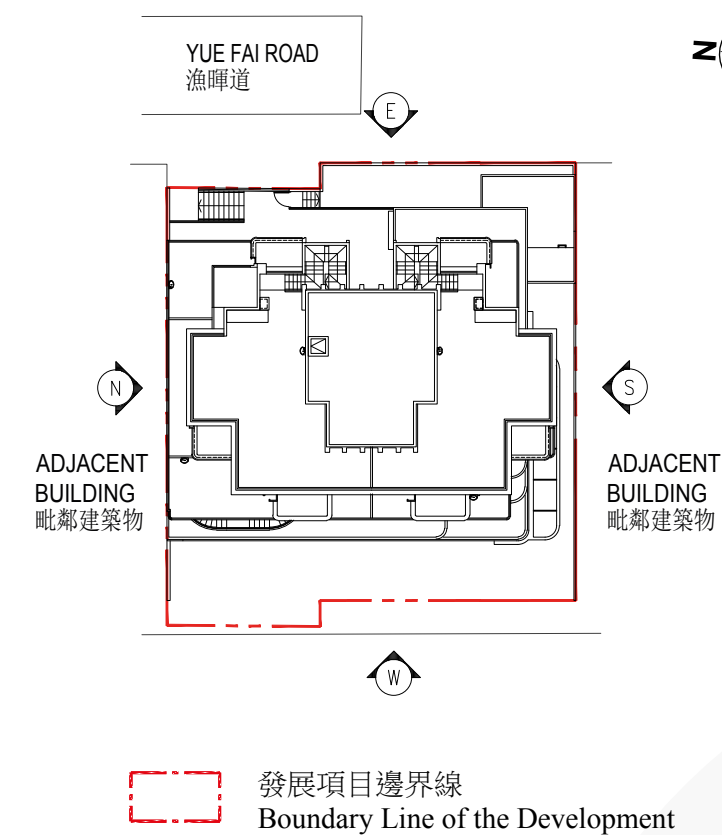 YUE FAI ROAD
漁暉道
N
E
N
S
ADJACENT
BUILDING
毗鄰建築物
ADJACENT
BUILDING
毗鄰建築物
W
發展項目邊界線
Boundary Line of the Development